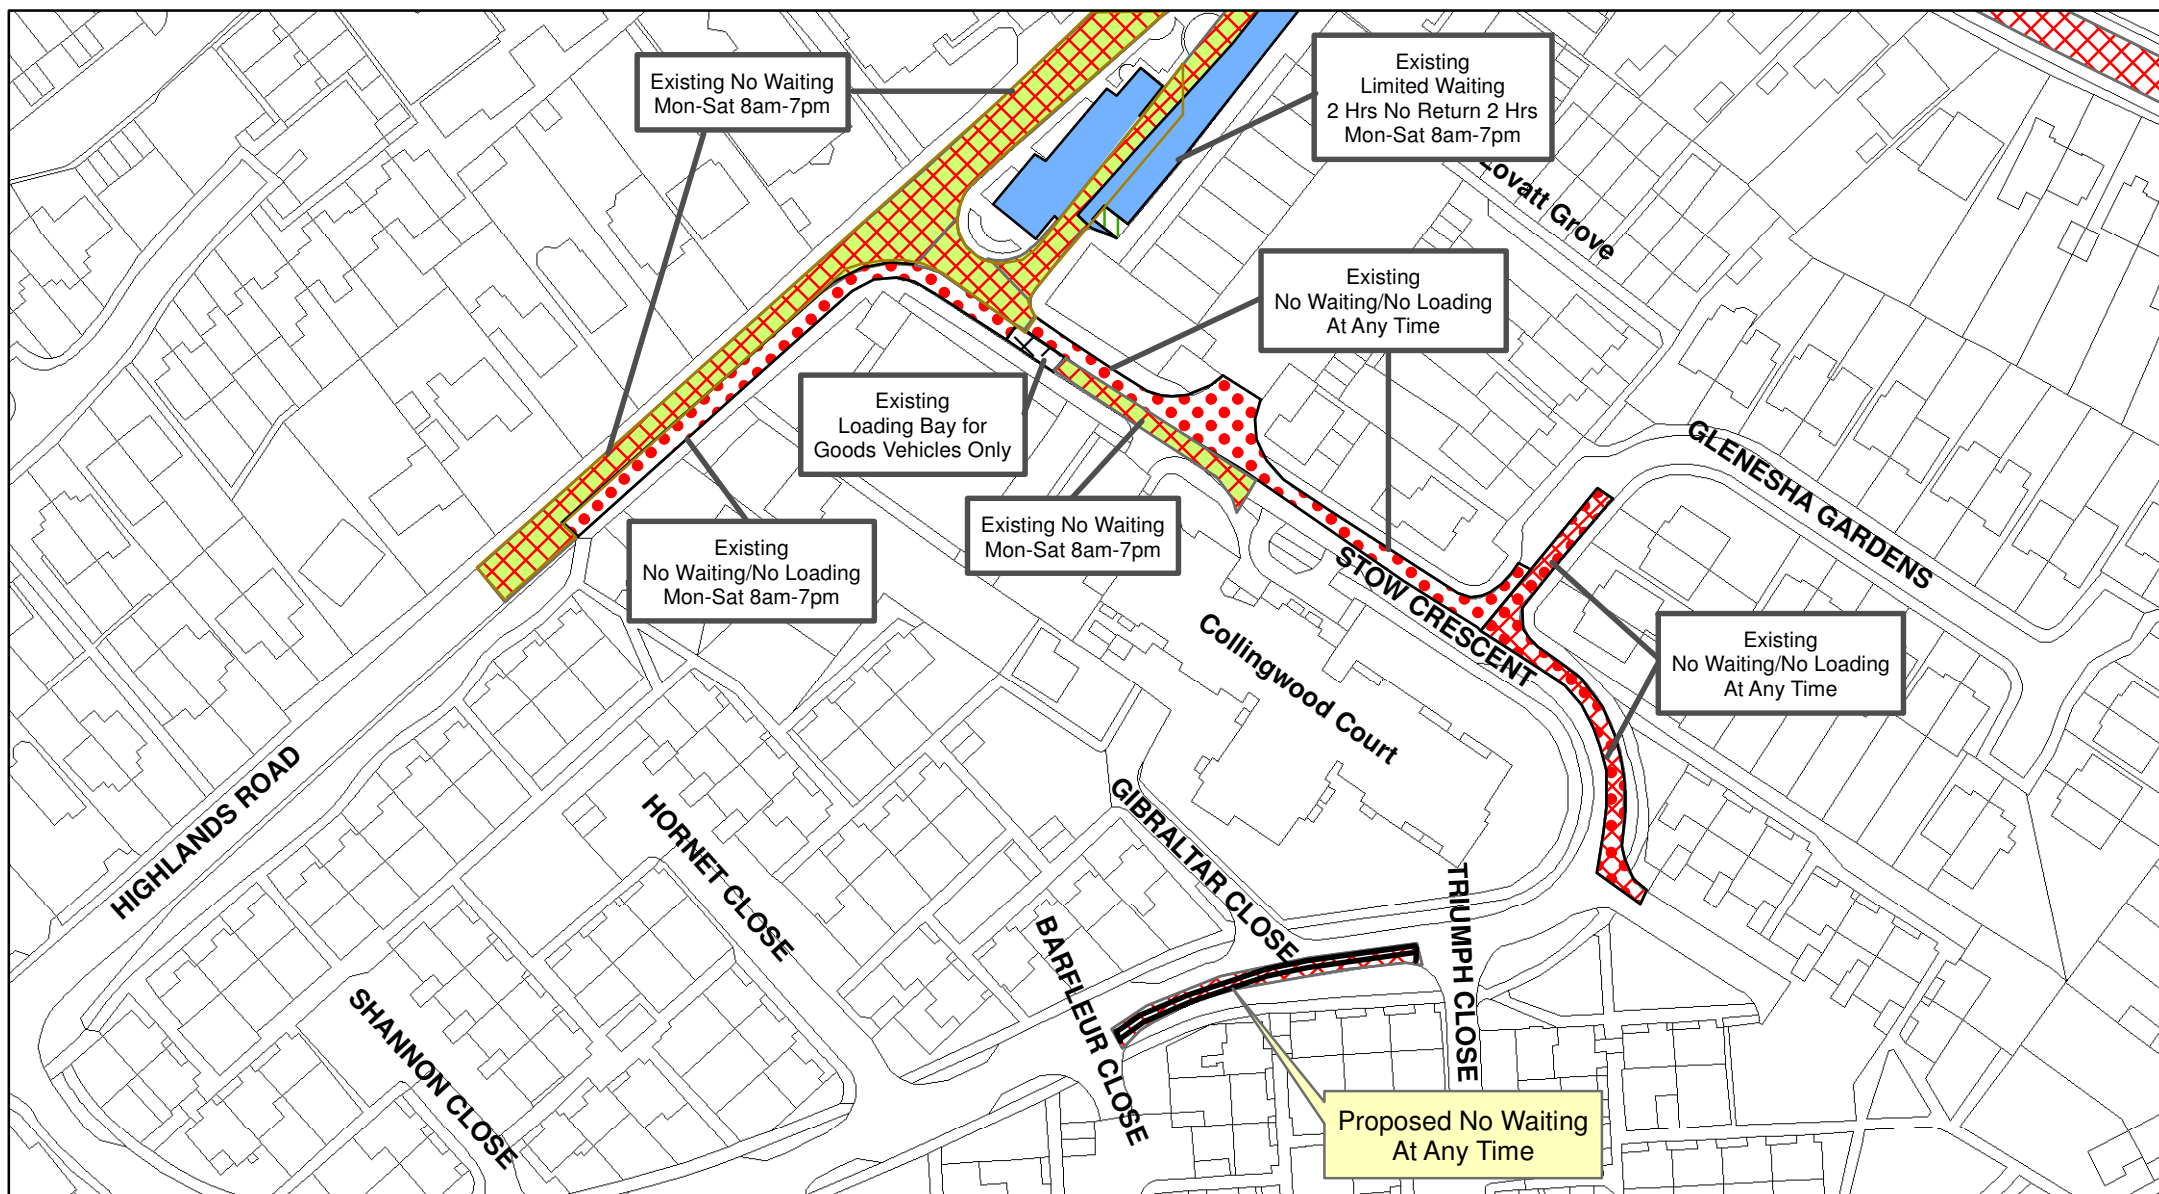 Existing No Waiting
Mon-Sat 8am-7pm
Existing
Limited Waiting
2 Hrs No Return 2 Hrs
Mon-Sat 8am-7pm
Lovatt Grove
Existing
No Waiting/No Loading
At Any Time
Existing
Loading Bay for
Goods Vehicles Only
GLENESHA GARDENS
Existing No Waiting
Mon-Sat 8am-7pm
Existing
No Waiting/No Loading
Mon-Sat 8am-7pm
STOW CRESCENT
Collingwood Court
Existing
No Waiting/No Loading
At Any Time
HIGHLANDS ROAD
HORNET CLOSE
GIBRALTAR CLOSE
TRIUMPH CLOSE
BARFLEUR CLOSE
SHANNON CLOSE
Proposed No Waiting
At Any Time